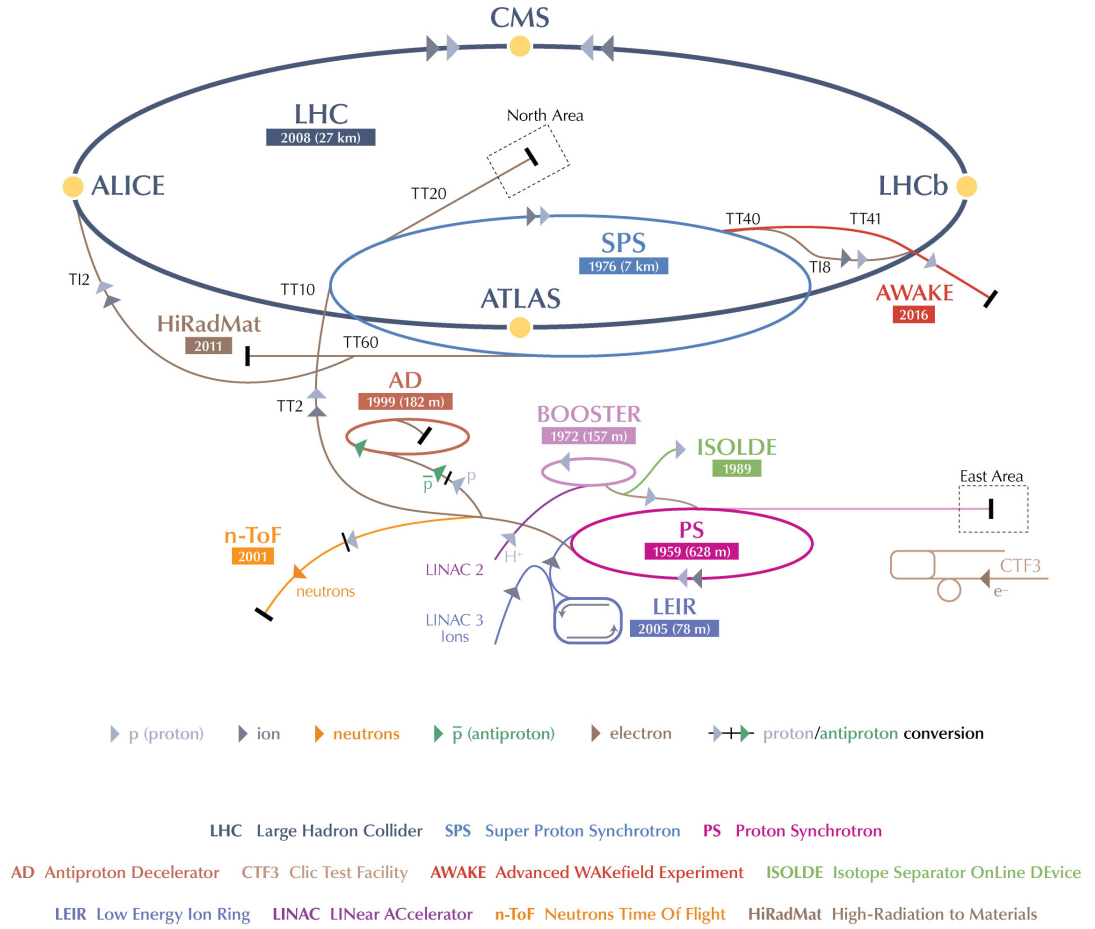 CMS
LHC
2008 (27 km)
North Area
ALICE
LHCb
TT20
TT40
TT41
SPS
1976 (7 km)
TI2
TT10
TI8
ATLAS
AWAKE
2016
HiRadMat
2011
TT60
AD
1999 (182 m)
TT2
BOOSTER
1972 (157 m)
ISOLDE
1989
p̅
p
East Area
n-ToF
2001
PS
1959 (628 m)
H⁺
LINAC 2
neutrons
CTF3
e⁻
LEIR
2005 (78 m)
LINAC 3
Ions
p (proton)
ion
neutrons
p̅ (antiproton)
electron
proton/antiproton conversion
LHC Large Hadron Collider SPS Super Proton Synchrotron PS Proton Synchrotron
AD Antiproton Decelerator CTF3 Clic Test Facility AWAKE Advanced WAKefield Experiment ISOLDE Isotope Separator OnLine DEvice
LEIR Low Energy Ion Ring LINAC LINear ACcelerator n-ToF Neutrons Time Of Flight HiRadMat High-Radiation to Materials